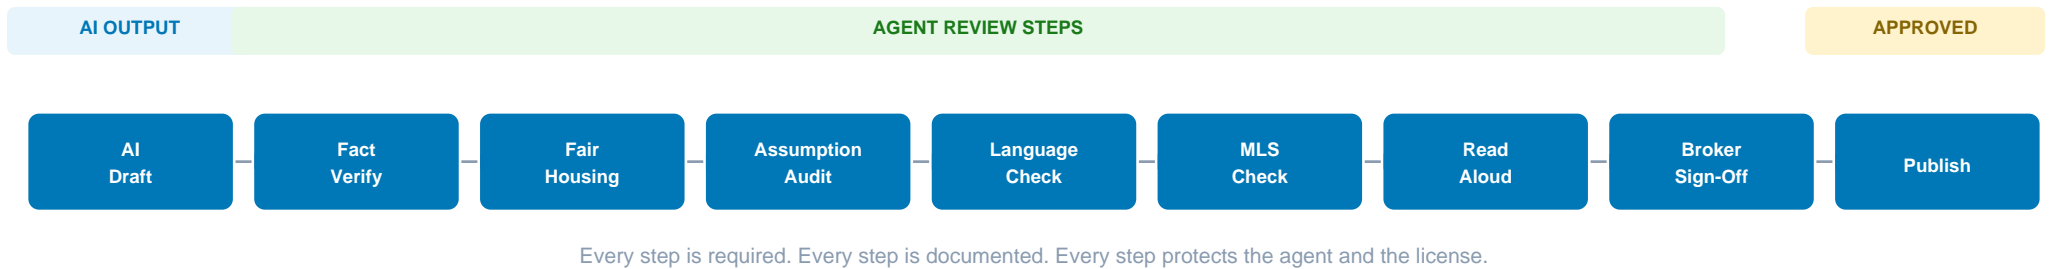 AI OUTPUT
AGENT REVIEW STEPS
APPROVED
AI
Draft
Fact
Verify
Fair
Housing
Assumption
Audit
Language
Check
MLS
Check
Read
Aloud
Broker
Sign-Off
Publish
Every step is required. Every step is documented. Every step protects the agent and the license.